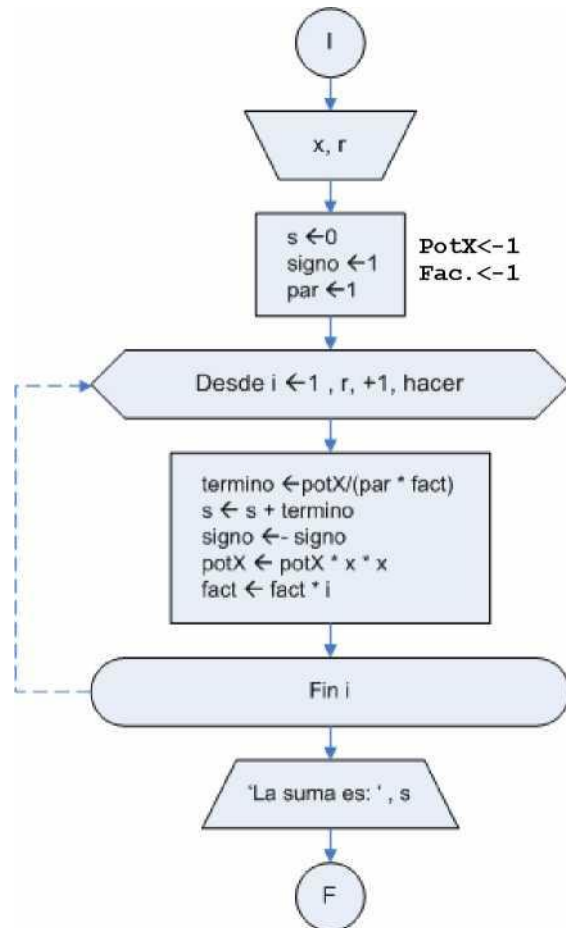 I
x, r
s ←0
signo ←1
par ←1
PotX<-1
Fac.<-1
Desde i ←1 , r, +1, hacer
termino ←potX/(par * fact)
s ← s + termino
signo ←- signo
potX ← potX * x * x
fact ← fact * i
Fin i
‘La suma es: ‘ , s
F